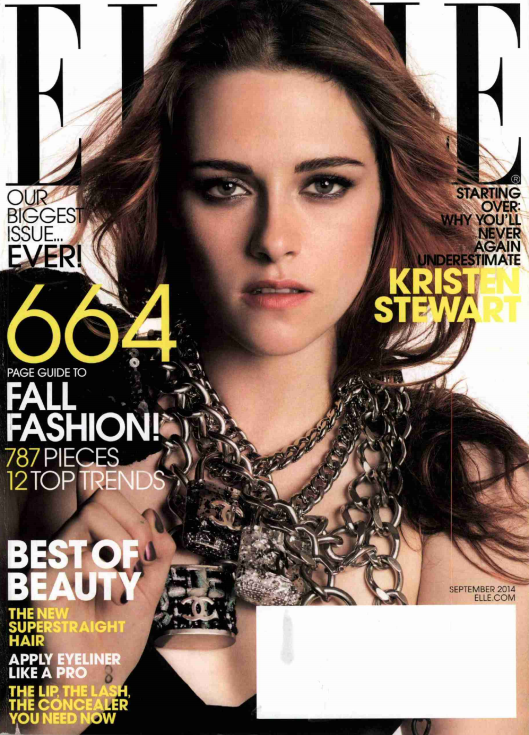 ELLE
®
OUR
BIGGEST
ISSUE...
EVER!
664
PAGE GUIDE TO
FALL
FASHION!
787 PIECES
12 TOP TRENDS
BEST OF
BEAUTY
THE NEW
SUPERSTRAIGHT
HAIR
APPLY EYELINER
LIKE A PRO
THE LIP, THE LASH,
THE CONCEALER
YOU NEED NOW
STARTING
OVER:
WHY YOU'LL
NEVER
AGAIN
UNDERESTIMATE
KRISTEN
STEWART
SEPTEMBER 2014
ELLE.COM